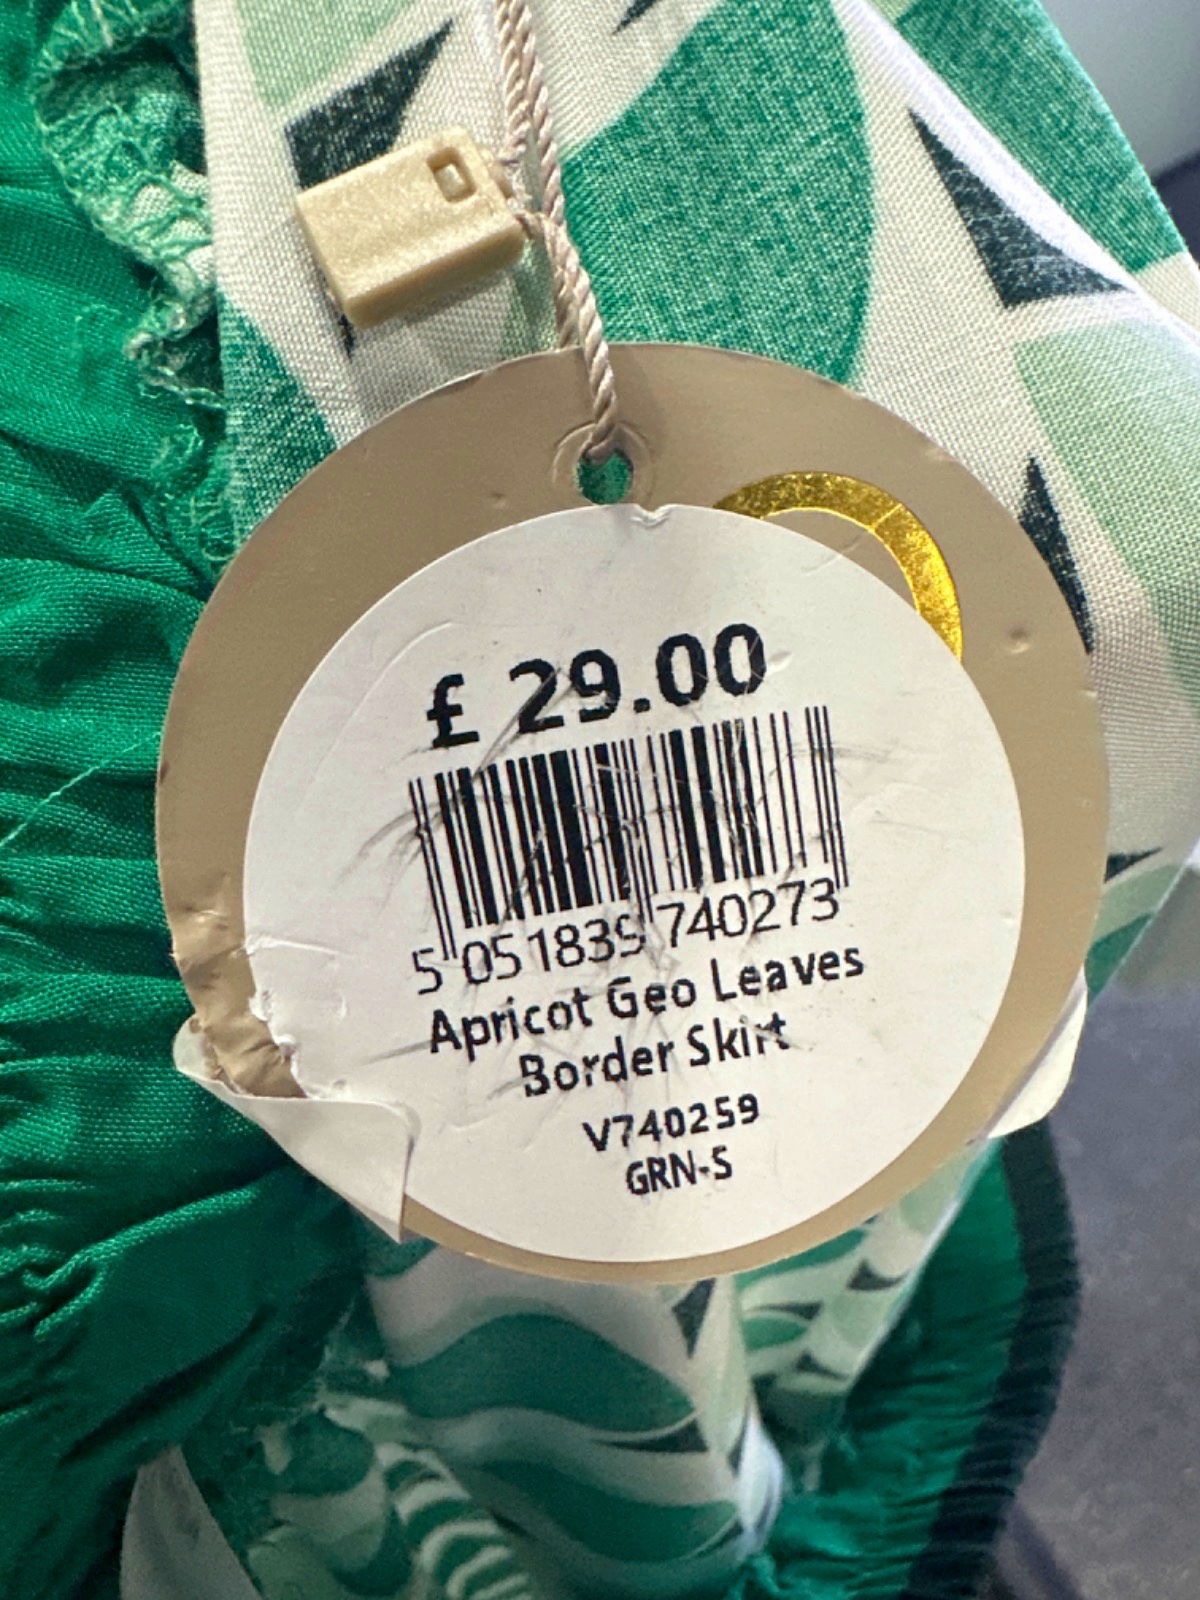 £ 29.00
5 051839 740273
Apricot Geo Leaves
Border Skirt
V740259
GRN-S